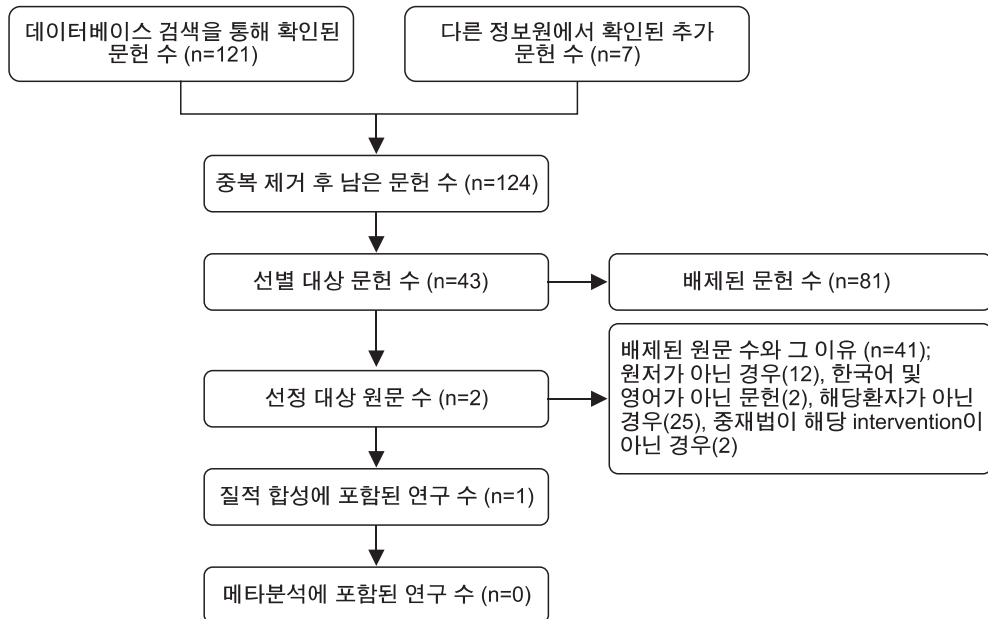 데이터베이스 검색을 통해 확인된
문헌 수 (n=121)
다른 정보원에서 확인된 추가
문헌 수 (n=7)
중복 제거 후 남은 문헌 수 (n=124)
선별 대상 문헌 수 (n=43)
배제된 문헌 수 (n=81)
배제된 원문 수와 그 이유 (n=41);
원저가 아닌 경우(12), 한국어 및
영어가 아닌 문헌(2), 해당환자가 아닌
경우(25), 중재법이 해당 intervention이
아닌 경우(2)
선정 대상 원문 수 (n=2)
질적 합성에 포함된 연구 수 (n=1)
메타분석에 포함된 연구 수 (n=0)